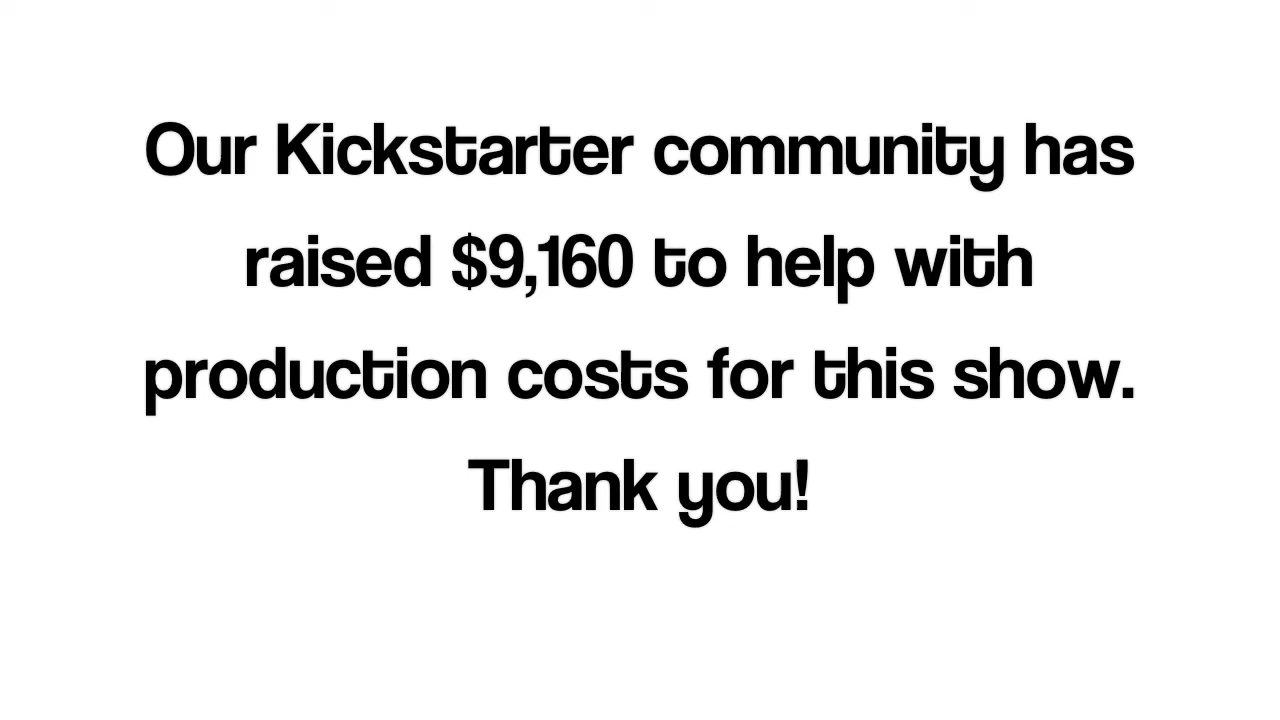 Our Kickstarter community has
raised $9,160 to help with
production costs for this show.
Thank you!